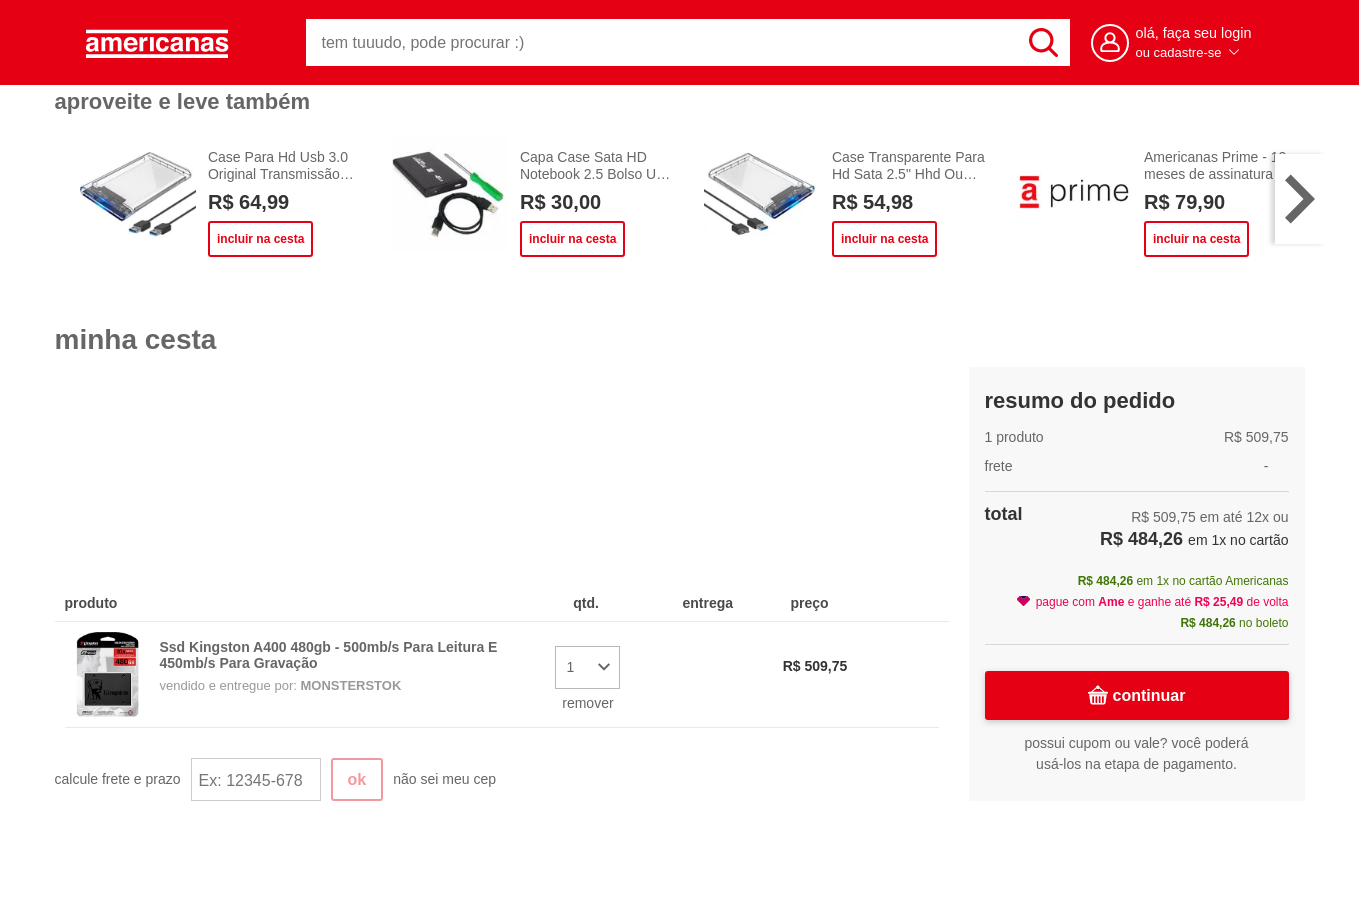 americanas
tem tuuudo, pode procurar :)
olá, faça seu login
ou cadastre-se
aproveite e leve também
Case Para Hd Usb 3.0
Original Transmissão…
R$ 64,99
incluir na cesta
Capa Case Sata HD
Notebook 2.5 Bolso U…
R$ 30,00
incluir na cesta
Case Transparente Para
Hd Sata 2.5" Hhd Ou…
R$ 54,98
incluir na cesta
a prime
Americanas Prime - 12
meses de assinatura
R$ 79,90
incluir na cesta
minha cesta
produto qtd. entrega preço
Ssd Kingston A400 480gb - 500mb/s Para Leitura E
450mb/s Para Gravação
vendido e entregue por: MONSTERSTOK
1
remover
R$ 509,75
calcule frete e prazo Ex: 12345-678 ok não sei meu cep
resumo do pedido
1 produto R$ 509,75
frete -
total R$ 509,75 em até 12x ou
R$ 484,26 em 1x no cartão
R$ 484,26 em 1x no cartão Americanas
pague com Ame e ganhe até R$ 25,49 de volta
R$ 484,26 no boleto
continuar
possui cupom ou vale? você poderá
usá-los na etapa de pagamento.